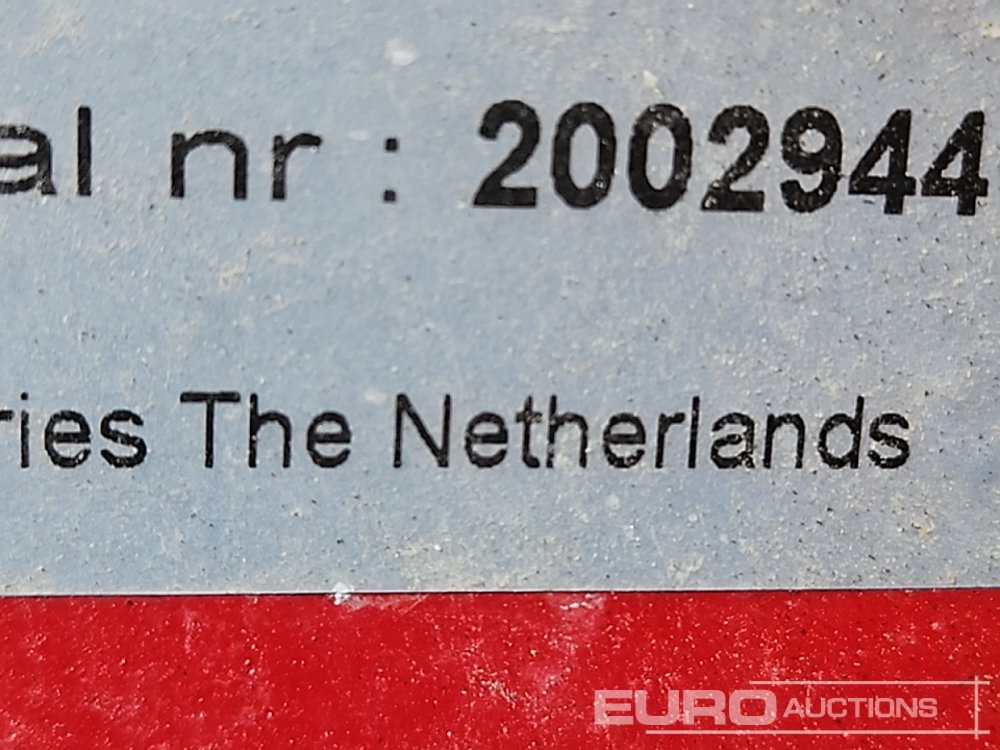 al nr : 2002944
ries The Netherlands
EURO AUCTIONS